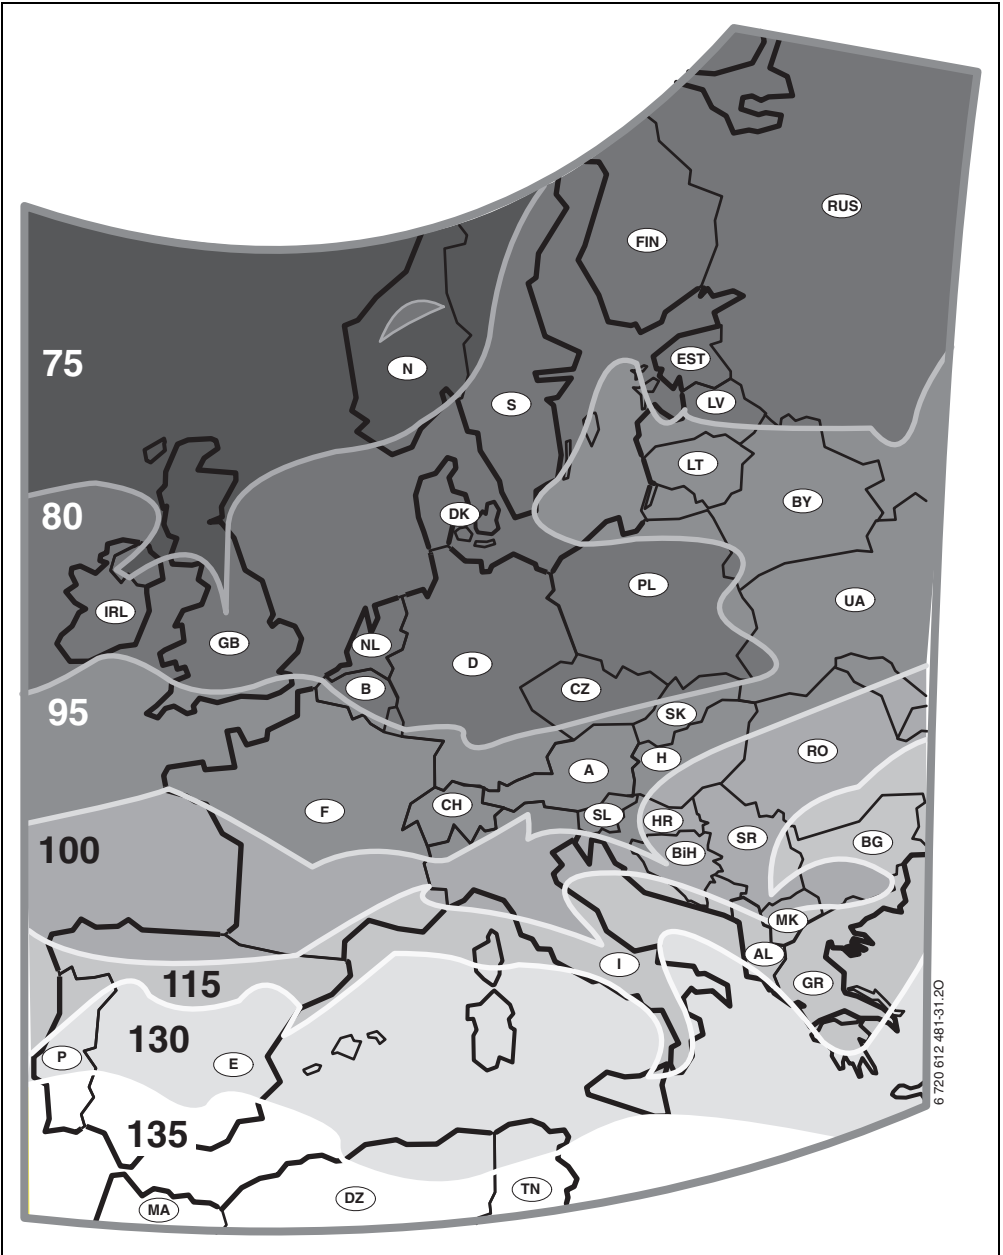 RUS
FIN
75
N
EST
S
LV
LT
80
BY
DK
PL
IRL
UA
GB
NL
D
B
CZ
95
SK
RO
H
A
CH
F
SL
HR
SR
BG
100
BiH
MK
AL
I
115
GR
130
P
E
135
TN
DZ
MA
6 720 612 481-31.2O